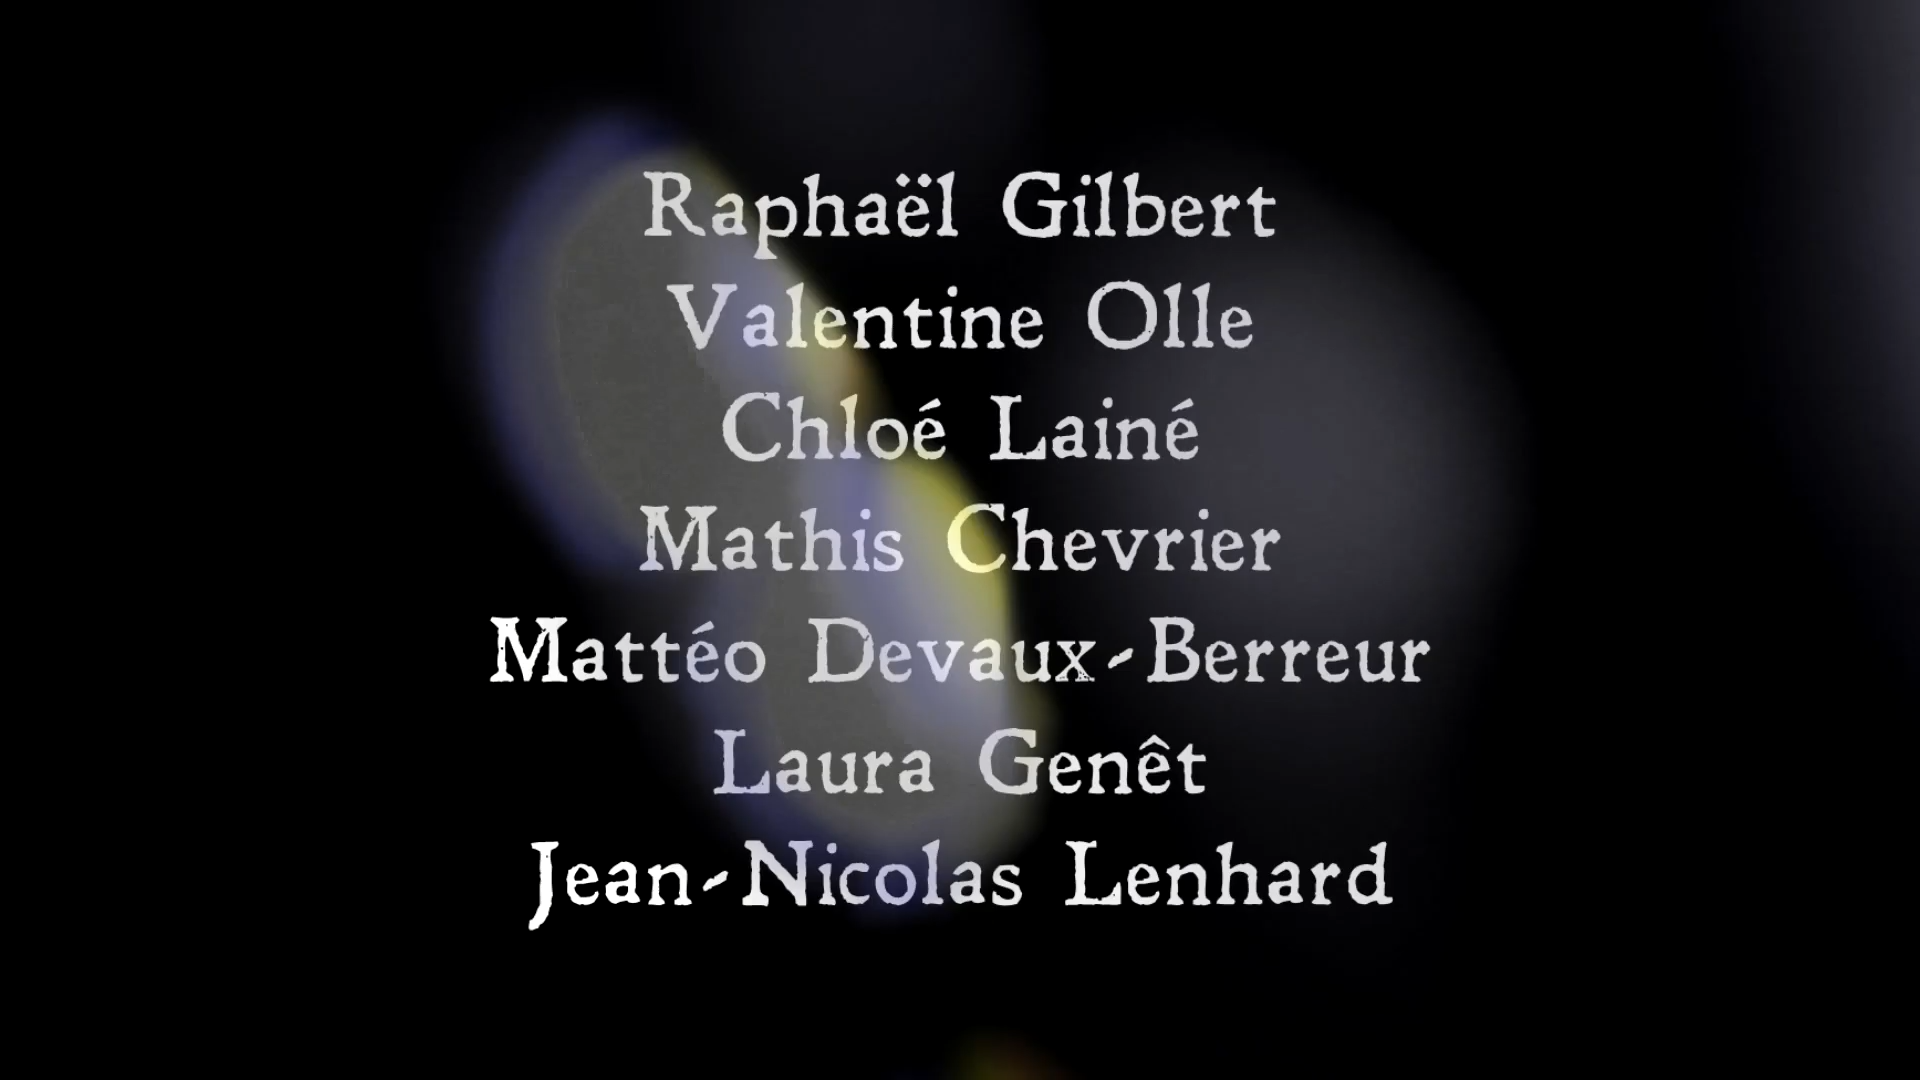 Raphaël Gilbert
Valentine Olle
Chloé Lainé
Mathis Chevrier
Mattéo Devaux-Berreur
Laura Genêt
Jean-Nicolas Lenhard